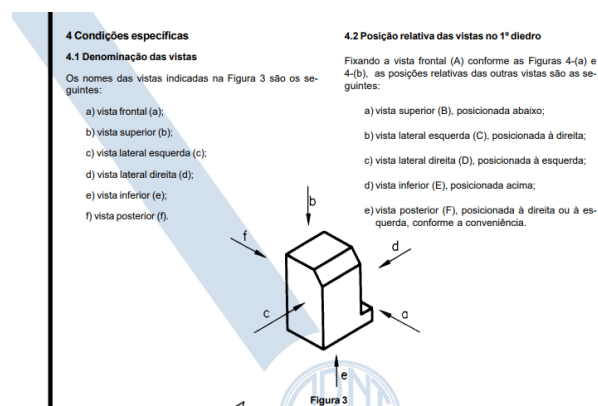 4 Condições específicas
4.1 Denominação das vistas
Os nomes das vistas indicadas na Figura 3 são os se-
guintes:
a) vista frontal (a);
b) vista superior (b);
c) vista lateral esquerda (c);
d) vista lateral direita (d);
e) vista inferior (e);
f) vista posterior (f).
4.2 Posição relativa das vistas no 1º diedro
Fixando a vista frontal (A) conforme as Figuras 4-(a) e
4-(b), as posições relativas das outras vistas são as se-
guintes:
a) vista superior (B), posicionada abaixo;
b) vista lateral esquerda (C), posicionada à direita;
c) vista lateral direita (D), posicionada à esquerda;
d) vista inferior (E), posicionada acima;
e) vista posterior (F), posicionada à direita ou à es-
querda, conforme a conveniência.
b
f
d
c
a
e
Figura 3